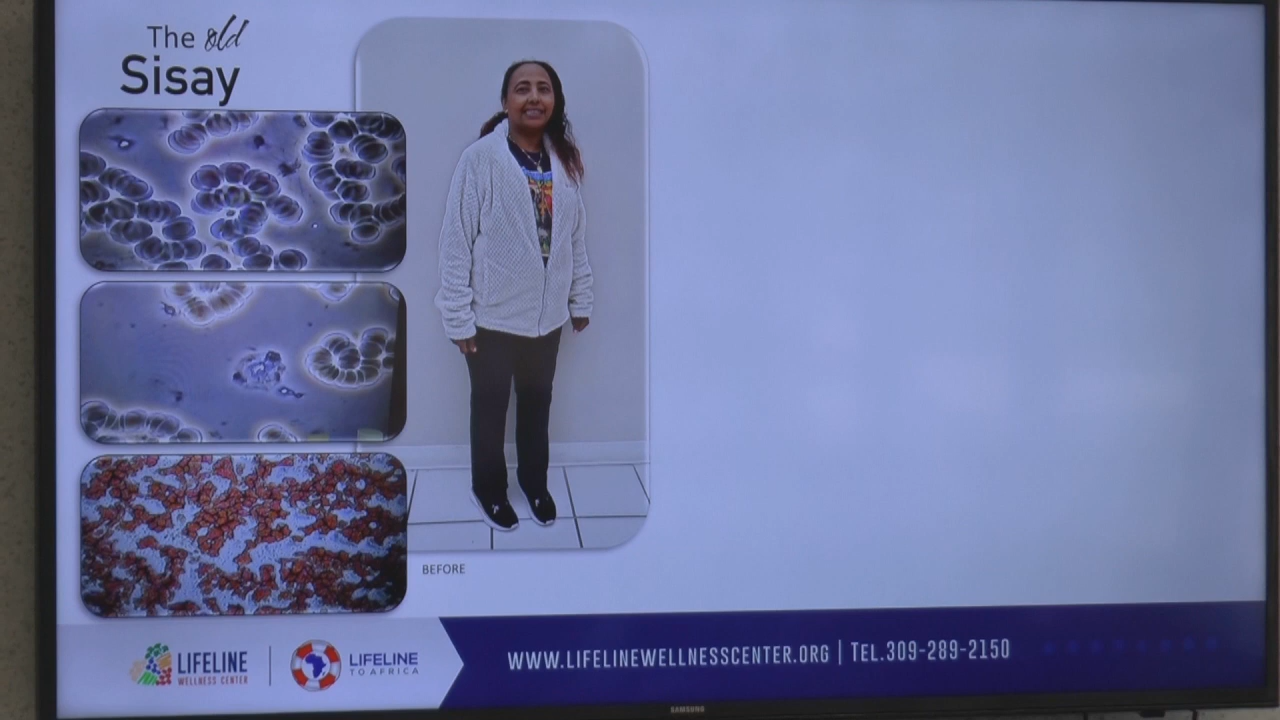 The old
Sisay
BEFORE
LIFELINE
WELLNESS CENTER
LIFELINE
TO AFRICA
WWW.LIFELINEWELLNESSCENTER.ORG | TEL.309-289-2150
SAMSUNG